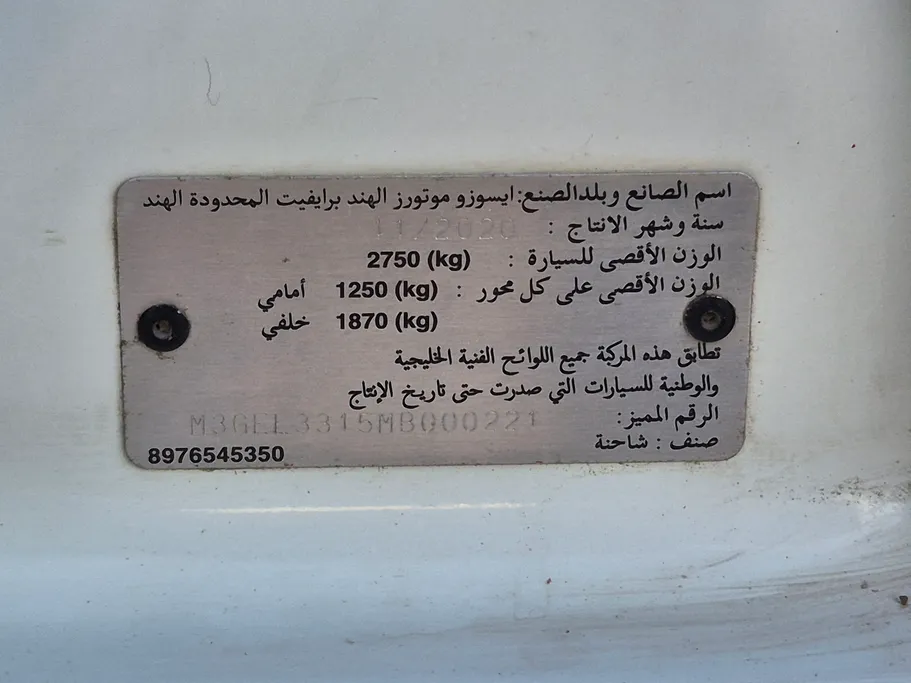 اسم الصانع وبلدالصنع: ايسوزو موتورز الهند برايفيت المحدودة الهند
سنة وشهر الانتاج : 11/2020
الوزن الأقصى للسيارة : 2750 (kg)
الوزن الأقصى على كل محور : 1250 (kg) أمامي
1870 (kg) خلفي
تطابق هذه المركبة جميع اللوائح الفنية الخليجية
والوطنية للسيارات التي صدرت حتى تاريخ الإنتاج
الرقم المميز:
صنف : شاحنة
8976545350